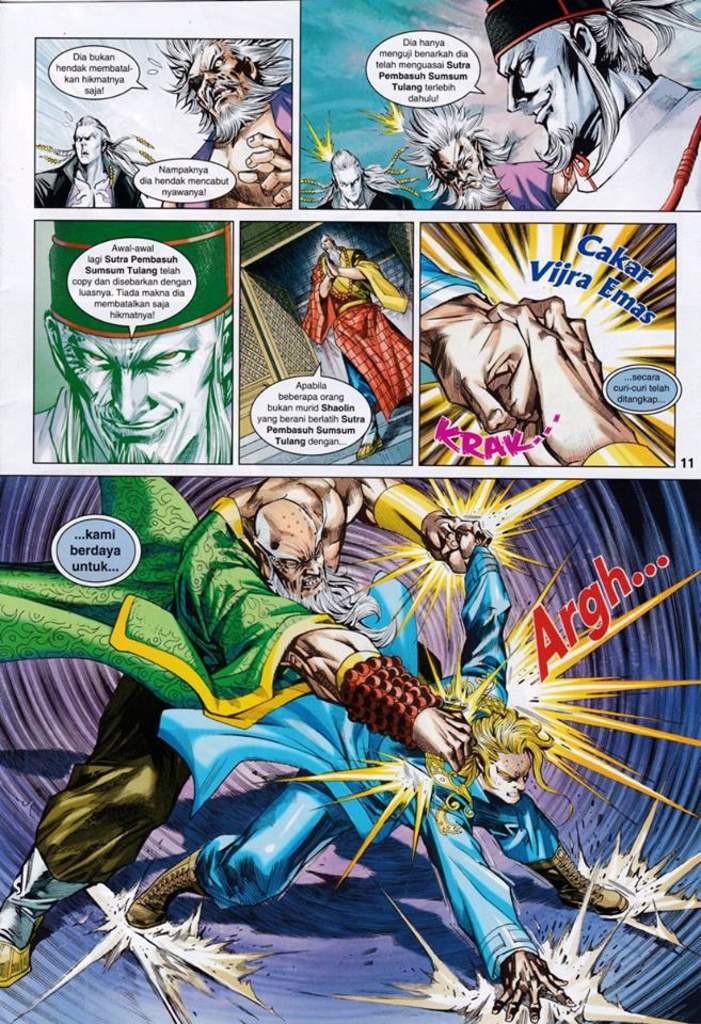 Dia bukan
hendak membatal-
kan hikmatnya
saja!
Nampaknya
dia hendak mencabut
nyawanya!
Dia hanya
menguji benarkah dia
telah menguasai Sutra
Pembasuh Sumsum
Tulang terlebih
dahulu!
Awal-awal
lagi Sutra Pembasuh
Sumsum Tulang telah
copy dan disebarkan dengan
luasnya. Tiada makna dia
membatalkan saja
hikmatnya!
Apabila
beberapa orang
bukan murid Shaolin
yang berani berlatih Sutra
Pembasuh Sumsum
Tulang dengan...
Cakar
Vijra Emas
...secara
curi-curi telah
ditangkap...
KRAK...
11
...kami
berdaya
untuk...
Argh...